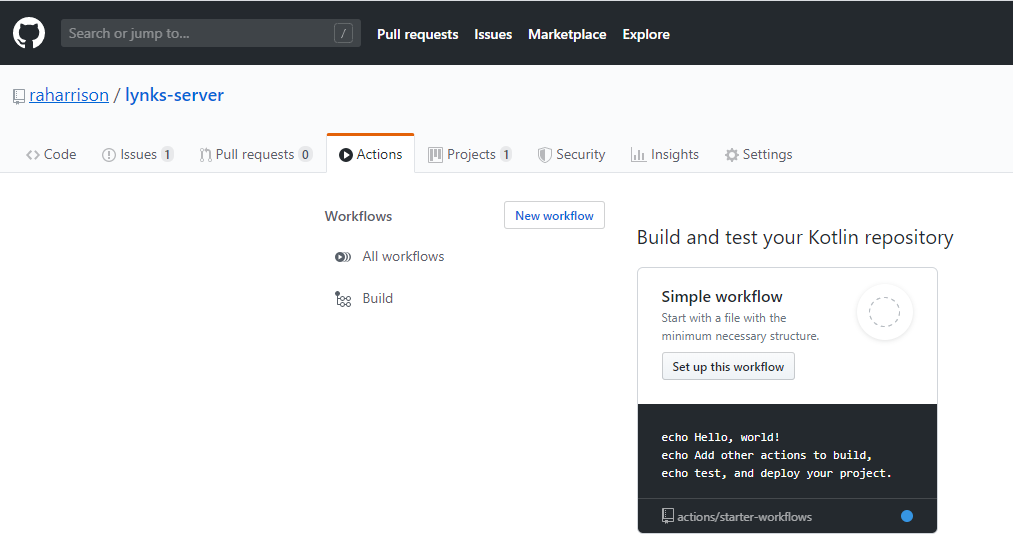 Search or jump to... / Pull requests Issues Marketplace Explore
raharrison / lynks-server
Code Issues 1 Pull requests 0 Actions Projects 1 Security Insights Settings
Workflows New workflow
All workflows
Build
Build and test your Kotlin repository
Simple workflow
Start with a file with the
minimum necessary structure.
Set up this workflow
echo Hello, world!
echo Add other actions to build,
echo test, and deploy your project.
actions/starter-workflows